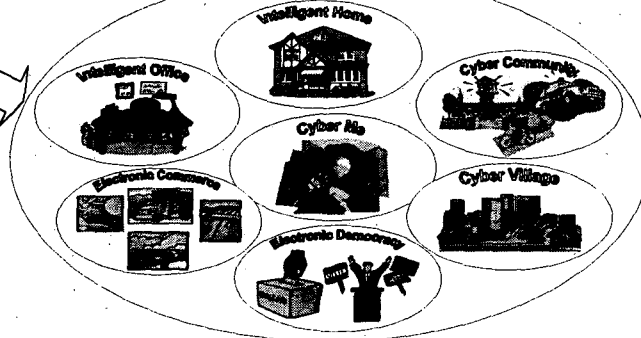 Intelligent Home
Intelligent Office
Cyber Community
Cyber Me
Electronic Commerce
Cyber Village
Electronic Democracy